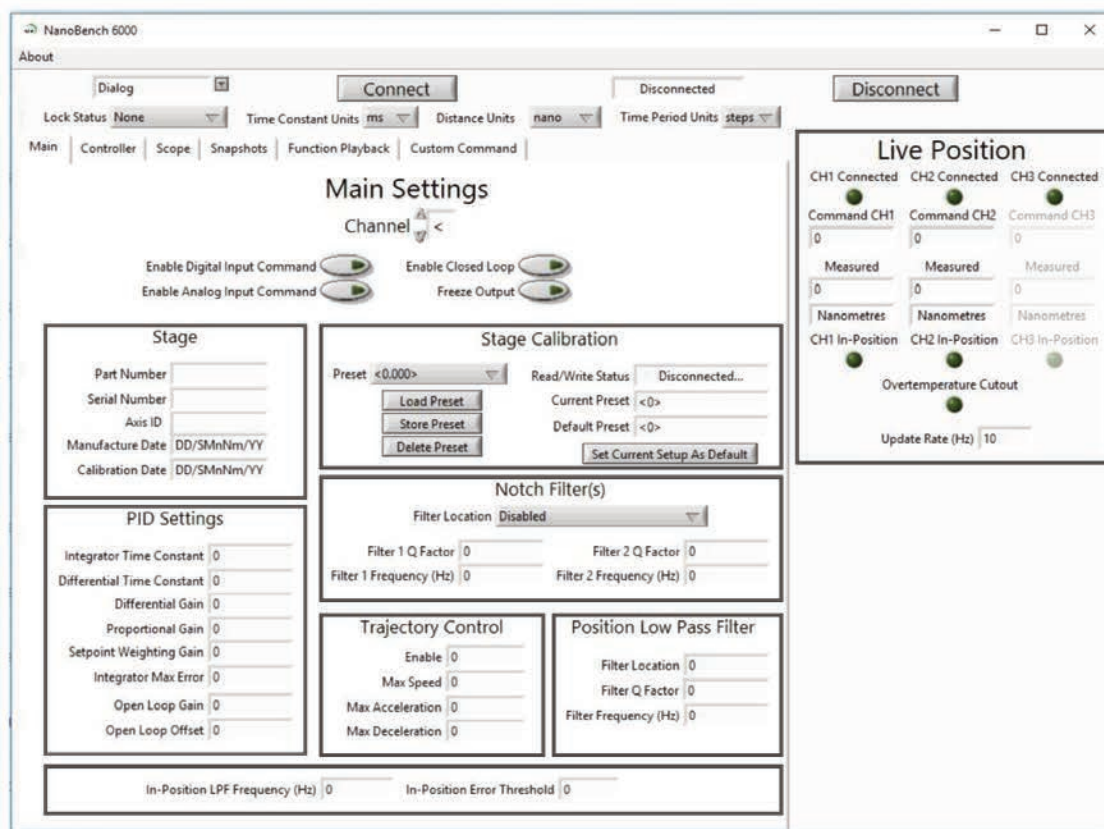 NanoBench 6000
About
Dialog Connect Disconnected Disconnect
Lock Status None Time Constant Units ms Distance Units nano Time Period Units steps
Main Controller Scope Snapshots Function Playback Custom Command
Main Settings
Channel <
Enable Digital Input Command Enable Closed Loop
Enable Analog Input Command Freeze Output
Stage
Part Number
Serial Number
Axis ID
Manufacture Date DD/SMnNm/YY
Calibration Date DD/SMnNm/YY
Stage Calibration
Preset <0.000> Read/Write Status Disconnected...
Load Preset Current Preset <0>
Store Preset Default Preset <0>
Delete Preset Set Current Setup As Default
Notch Filter(s)
Filter Location Disabled
Filter 1 Q Factor 0 Filter 2 Q Factor 0
Filter 1 Frequency (Hz) 0 Filter 2 Frequency (Hz) 0
PID Settings
Integrator Time Constant 0
Differential Time Constant 0
Differential Gain 0
Proportional Gain 0
Setpoint Weighting Gain 0
Integrator Max Error 0
Open Loop Gain 0
Open Loop Offset 0
Trajectory Control
Enable 0
Max Speed 0
Max Acceleration 0
Max Deceleration 0
Position Low Pass Filter
Filter Location 0
Filter Q Factor 0
Filter Frequency (Hz) 0
In-Position LPF Frequency (Hz) 0 In-Position Error Threshold 0
Live Position
CH1 Connected CH2 Connected CH3 Connected
Command CH1 Command CH2 Command CH3
0 0 0
Measured Measured Measured
0 0 0
Nanometres Nanometres Nanometres
CH1 In-Position CH2 In-Position CH3 In-Position
Overtemperature Cutout
Update Rate (Hz) 10